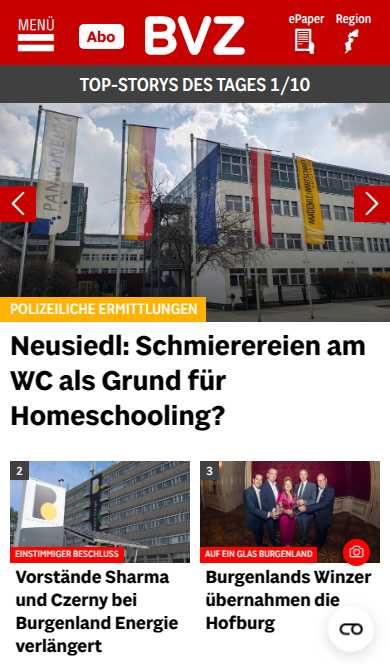 MENÜ
Abo
BVZ
ePaper
Region
TOP-STORYS DES TAGES 1/10
PANNONEUM
POLIZEILICHE ERMITTLUNGEN
Neusiedl: Schmierereien am
WC als Grund für
Homeschooling?
2
EINSTIMMIGER BESCHLUSS
Vorstände Sharma
und Czerny bei
Burgenland Energie
verlängert
3
AUF EIN GLAS BURGENLAND
Burgenlands Winzer
übernahmen die
Hofburg